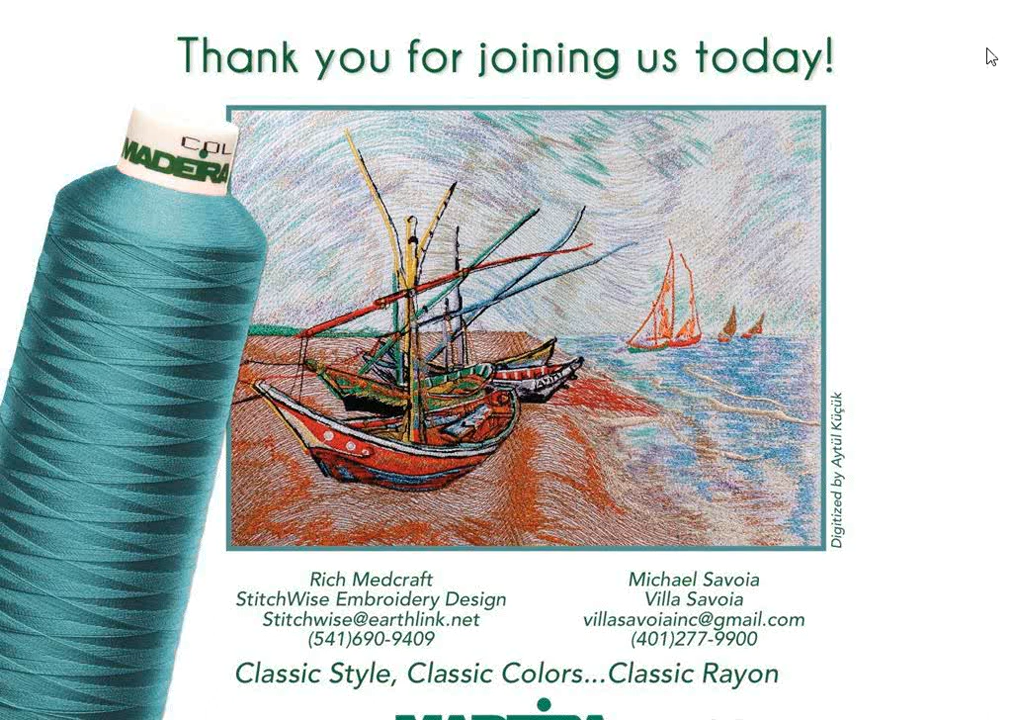 Thank you for joining us today!
COL
MADEIRA
Digitized by Aytül Küçük
Rich Medcraft
StitchWise Embroidery Design
Stitchwise@earthlink.net
(541)690-9409
Michael Savoia
Villa Savoia
villasavoiainc@gmail.com
(401)277-9900
Classic Style, Classic Colors...Classic Rayon
MADEIRA